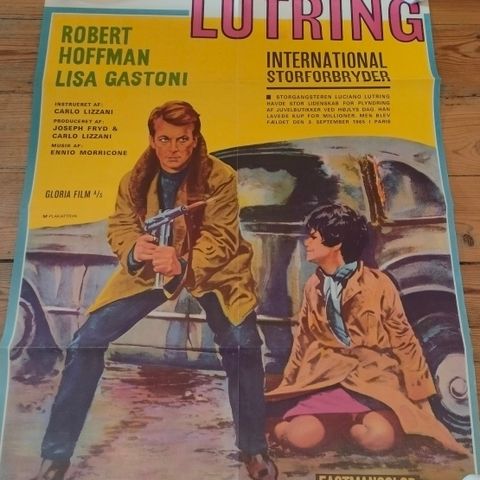 LUTRING
ROBERT
HOFFMAN
LISA GASTONI
INTERNATIONAL
STORFORBRYDER
STORGANGSTEREN LUCIANO LUTRING
HAVDE STOR LIDENSKAB FOR PLYNDRING
AF JUVELBUTIKKER VED HØJLYS DAG. HAN
LAVEDE KUP FOR MILLIONER. MEN BLEV
FÆLDET DEN 3. SEPTEMBER 1965 I PARIS
INSTRUERET AF:
CARLO LIZZANI
PRODUCERET AF:
JOSEPH FRYD &
CARLO LIZZANI
MUSIK AF:
ENNIO MORRICONE
GLORIA FILM A/S
EASTMANCOLOR